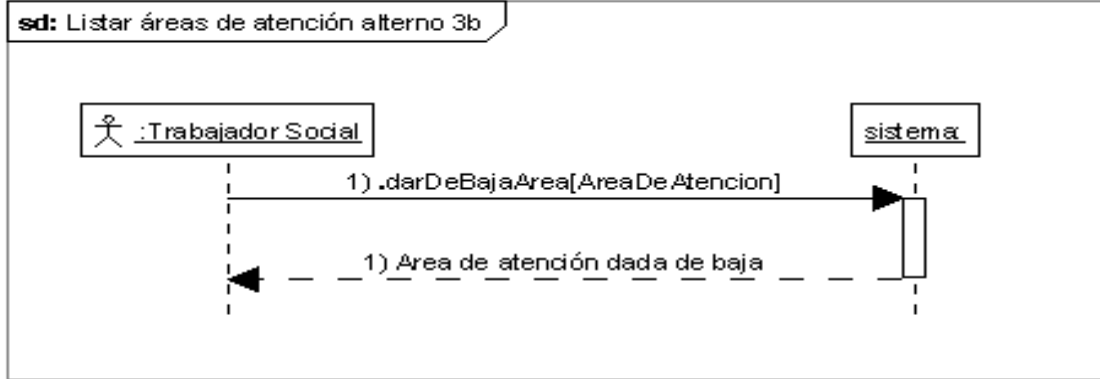 sd: Listar áreas de atención alterno 3b
:Trabajador Social
sistema:
1) .darDeBajaArea[AreaDeAtencion]
1) Area de atención dada de baja